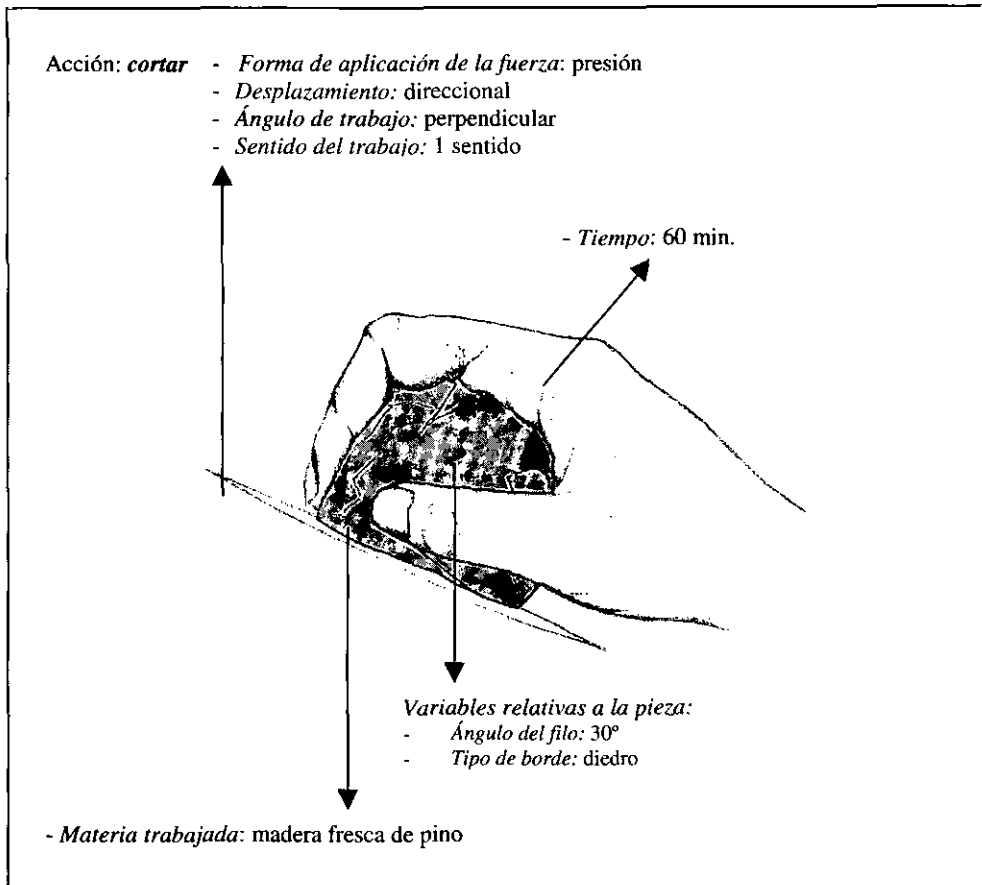 Acción: cortar - Forma de aplicación de la fuerza: presión
- Desplazamiento: direccional
- Ángulo de trabajo: perpendicular
- Sentido del trabajo: 1 sentido
- Tiempo: 60 min.
Variables relativas a la pieza:
- Ángulo del filo: 30º
- Tipo de borde: diedro
- Materia trabajada: madera fresca de pino